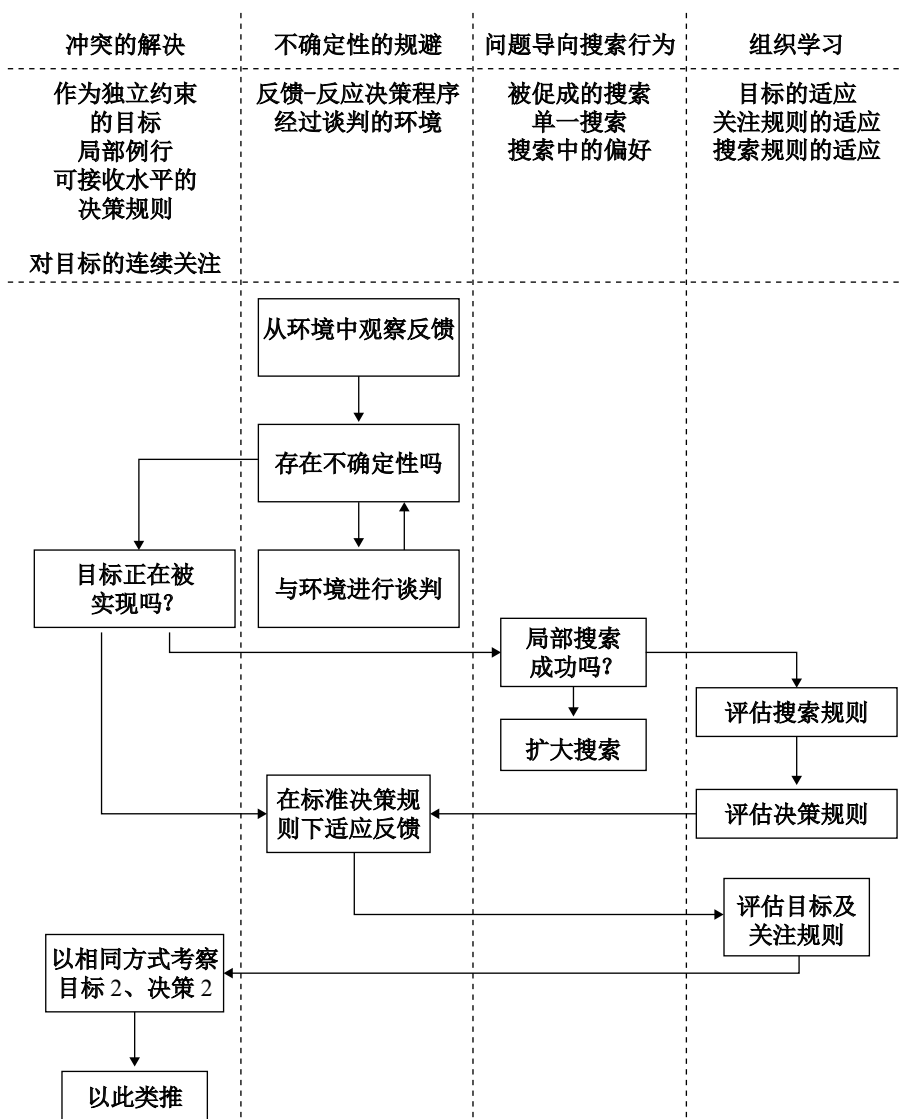 冲突的解决
不确定性的规避
问题导向搜索行为
组织学习
作为独立约束
的目标
局部例行
可接收水平的
决策规则
对目标的连续关注
反馈-反应决策程序
经过谈判的环境
被促成的搜索
单一搜索
搜索中的偏好
目标的适应
关注规则的适应
搜索规则的适应
从环境中观察反馈
存在不确定性吗
与环境进行谈判
目标正在被
实现吗？
局部搜索
成功吗？
扩大搜索
评估搜索规则
评估决策规则
在标准决策规
则下适应反馈
评估目标及
关注规则
以相同方式考察
目标 2、决策 2
以此类推